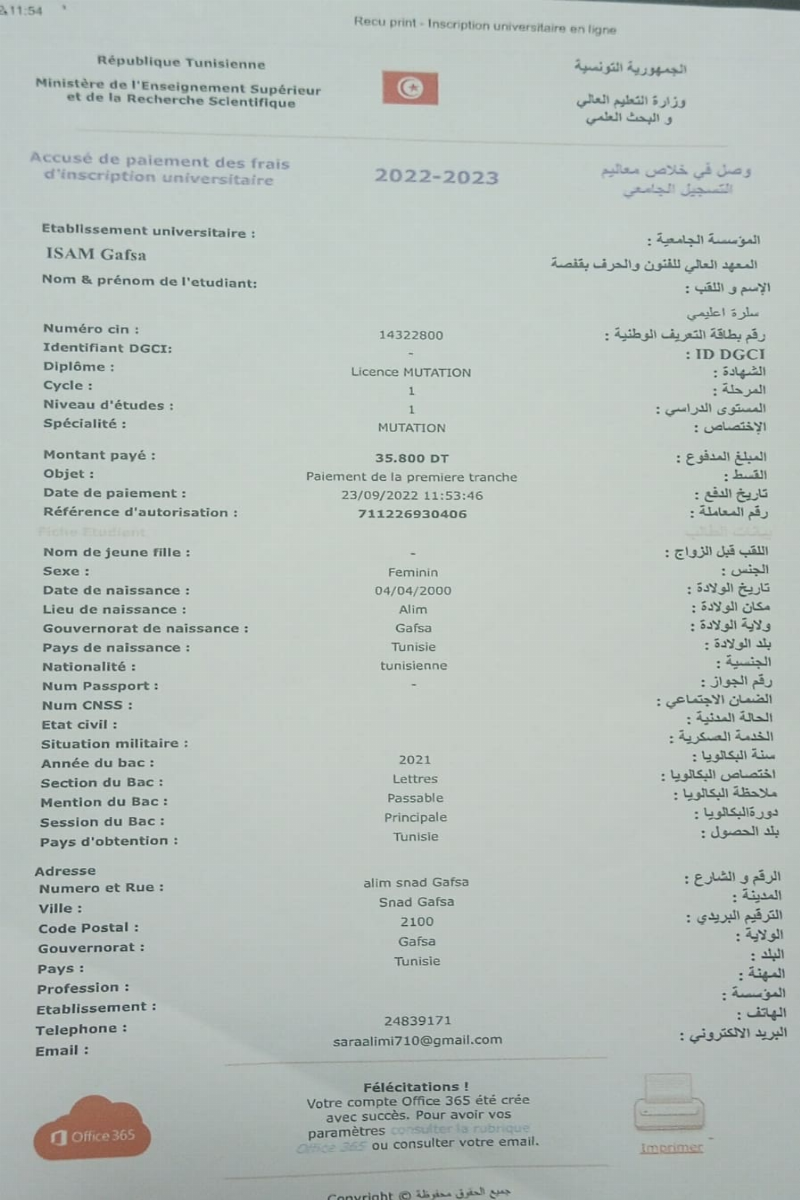 11:54
Recu print - Inscription universitaire en ligne
République Tunisienne
الجمهورية التونسية
Ministère de l'Enseignement Supérieur
et de la Recherche Scientifique
وزارة التعليم العالي
و البحث العلمي
Accusé de paiement des frais
d'inscription universitaire
2022-2023
وصل في خلاص معاليم
التسجيل الجامعي
Etablissement universitaire :
المؤسسة الجامعية :
ISAM Gafsa
المعهد العالي للفنون والحرف بقفصة
Nom & prénom de l'etudiant:
الإسم و اللقب :
سارة اعليمي
Numéro cin : 14322800 رقم بطاقة التعريف الوطنية :
Identifiant DGCI: - ID DGCI :
Diplôme : Licence MUTATION الشهادة :
Cycle : 1 المرحلة :
Niveau d'études : 1 المستوى الدراسي :
Spécialité : MUTATION الإختصاص :
Montant payé : 35.800 DT المبلغ المدفوع :
Objet : Paiement de la premiere tranche القسط :
Date de paiement : 23/09/2022 11:53:46 تاريخ الدفع :
Référence d'autorisation : 711226930406 رقم المعاملة :
Fiche Etudiant بيانات الطالب
Nom de jeune fille : - اللقب قبل الزواج :
Sexe : Feminin الجنس :
Date de naissance : 04/04/2000 تاريخ الولادة :
Lieu de naissance : Alim مكان الولادة :
Gouvernorat de naissance : Gafsa ولاية الولادة :
Pays de naissance : Tunisie بلد الولادة :
Nationalité : tunisienne الجنسية :
Num Passport : - رقم الجواز :
Num CNSS : الضمان الاجتماعي :
Etat civil : الحالة المدنية :
Situation militaire : الخدمة العسكرية :
Année du bac : 2021 سنة البكالويا :
Section du Bac : Lettres اختصاص البكالويا :
Mention du Bac : Passable ملاحظة البكالويا :
Session du Bac : Principale دورةالبكالويا :
Pays d'obtention : Tunisie بلد الحصول :
Adresse
Numero et Rue : alim snad Gafsa الرقم و الشارع :
Ville : Snad Gafsa المدينة :
Code Postal : 2100 الترقيم البريدي :
Gouvernorat : Gafsa الولاية :
Pays : Tunisie البلد :
Profession : المهنة :
Etablissement : المؤسسة :
Telephone : 24839171 الهاتف :
Email : saraalimi710@gmail.com البريد الالكتروني :
Félécitations !
Votre compte Office 365 été crée
avec succès. Pour avoir vos
paramètres consulter la rubrique
Office 365 ou consulter votre email.
Office 365
Imprimer
Copyright © جميع الحقوق محفوظة